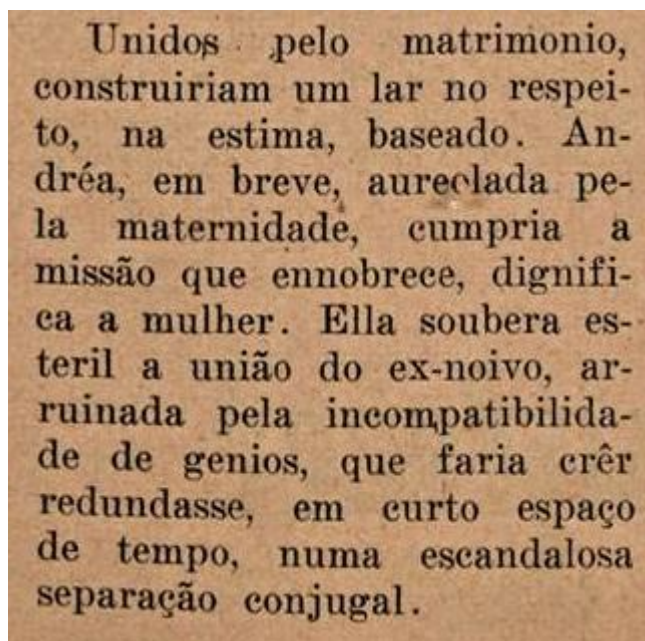 Unidos pelo matrimonio,
construiriam um lar no respei-
to, na estima, baseado. An-
dréa, em breve, aureolada pe-
la maternidade, cumpria a
missão que ennobrece, dignifi-
ca a mulher. Ella soubera es-
teril a união do ex-noivo, ar-
ruinada pela incompatibilida-
de de genios, que faria crêr
redundasse, em curto espaço
de tempo, numa escandalosa
separação conjugal.